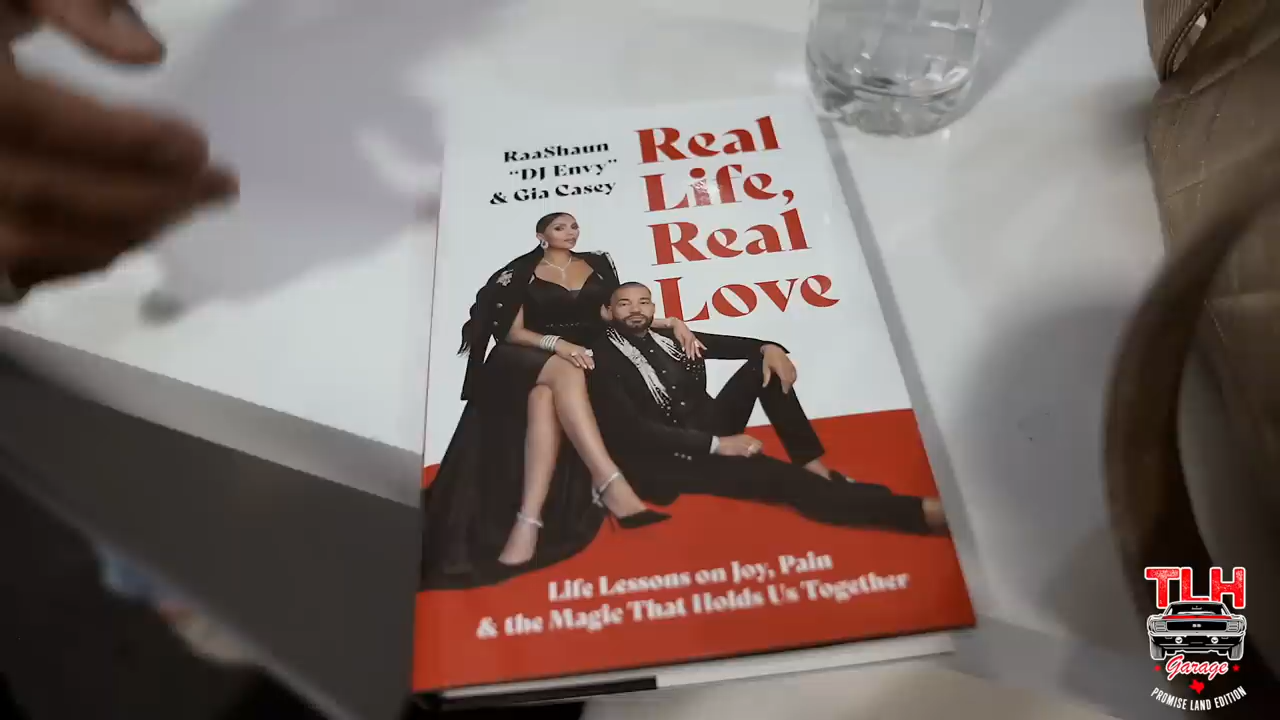 RaaShaun
“DJ Envy”
& Gia Casey
Real
Life,
Real
Love
Life Lessons on Joy, Pain
& the Magic That Holds Us Together
TLH
Garage
PROMISE LAND EDITION